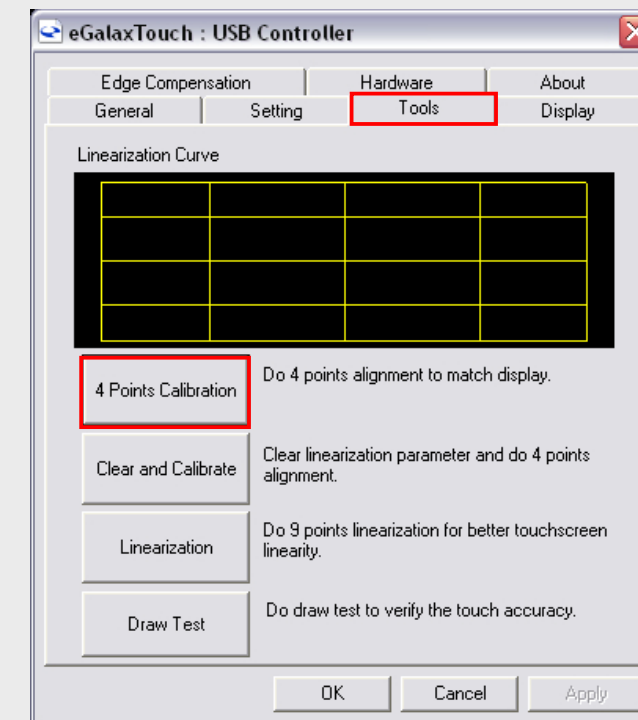 eGalaxTouch : USB Controller
Edge Compensation Hardware About
General Setting Tools Display
Linearization Curve
4 Points Calibration
Do 4 points alignment to match display.
Clear and Calibrate
Clear linearization parameter and do 4 points
alignment.
Linearization
Do 9 points linearization for better touchscreen
linearity.
Draw Test
Do draw test to verify the touch accuracy.
OK Cancel Apply